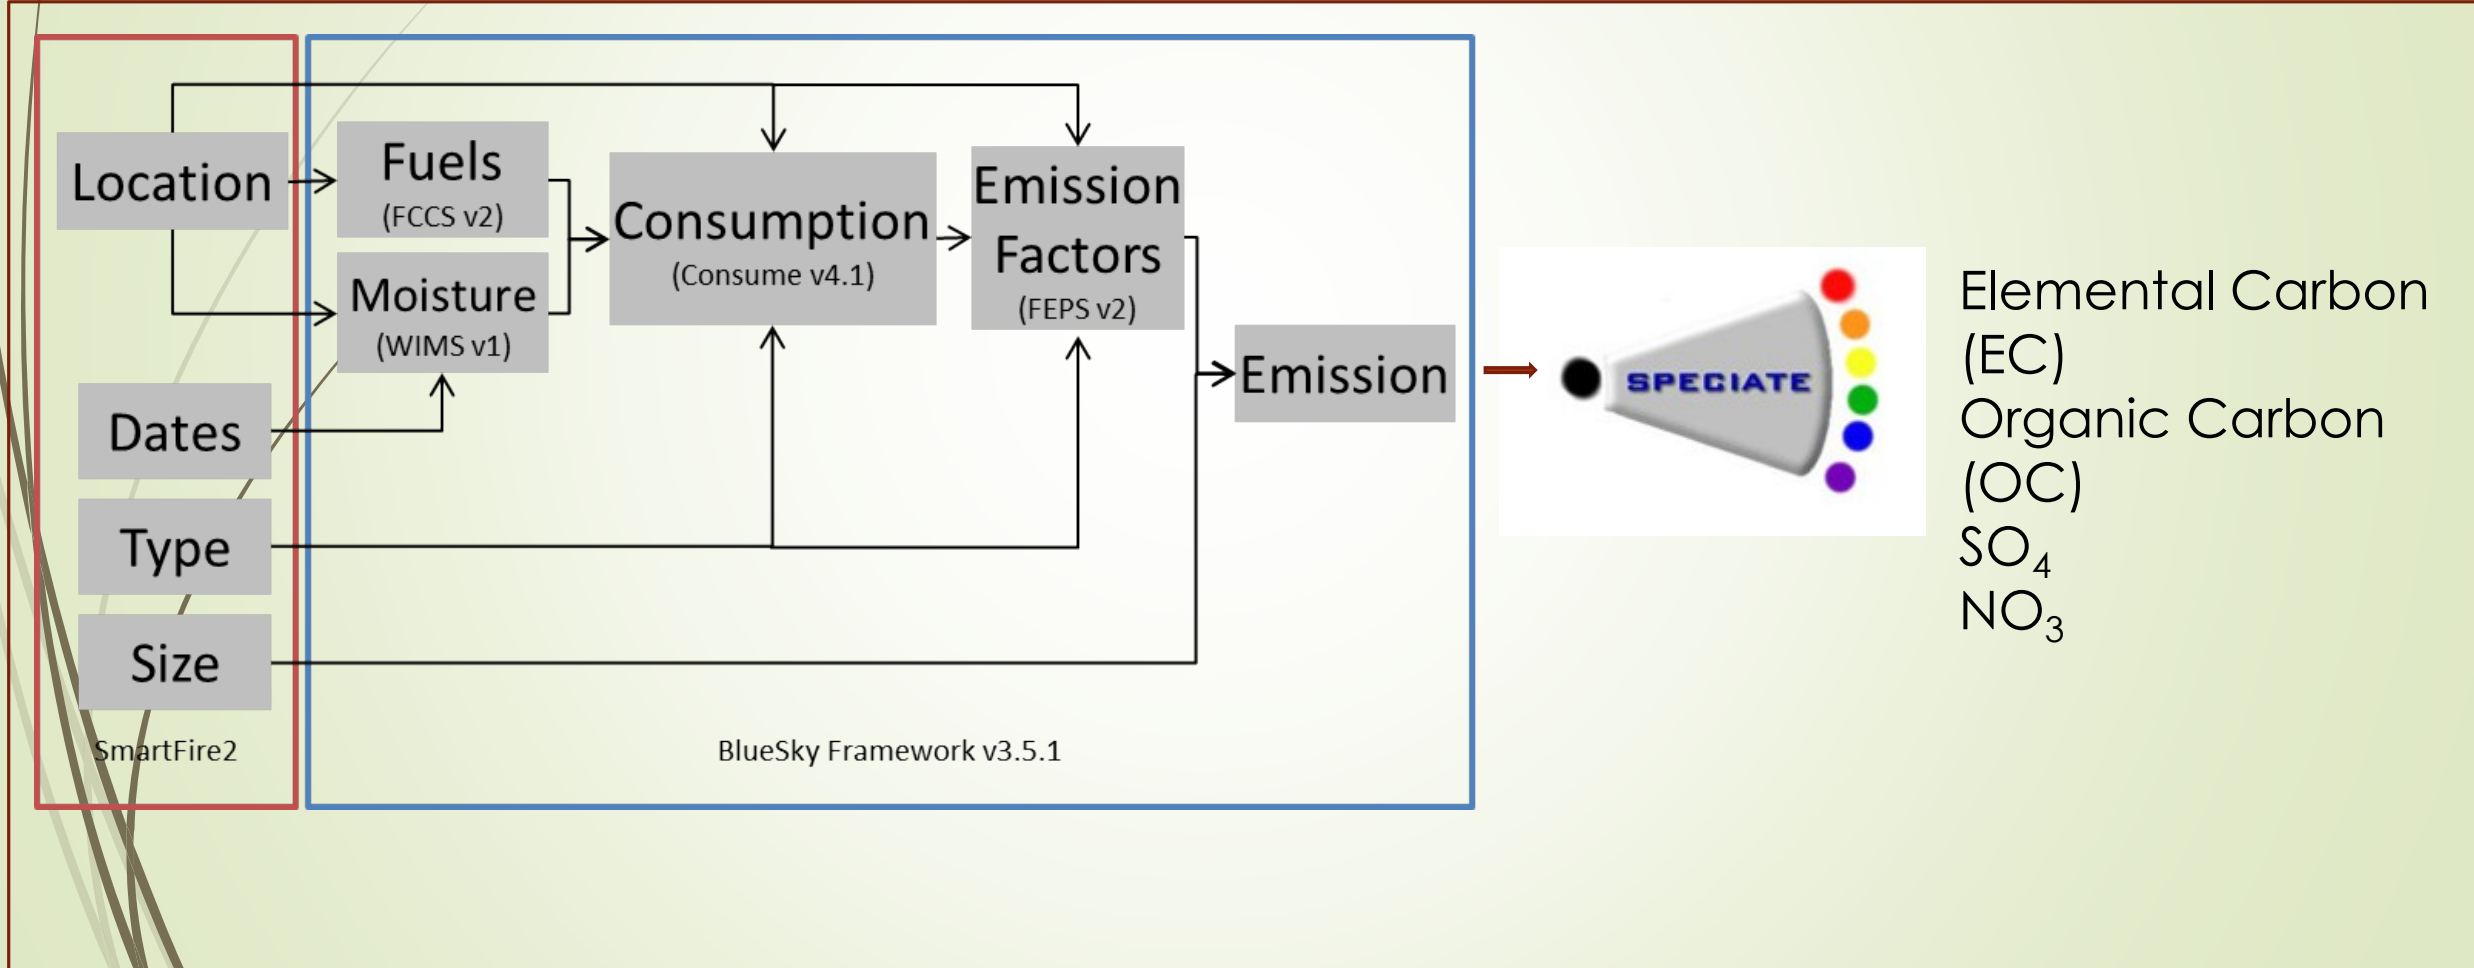 Location
Dates
Type
Size
SmartFire2
Fuels
(FCCS v2)
Moisture
(WIMS v1)
Consumption
(Consume v4.1)
Emission
Factors
(FEPS v2)
Emission
BlueSky Framework v3.5.1
SPECIATE
Elemental Carbon
(EC)
Organic Carbon
(OC)
SO₄
NO₃